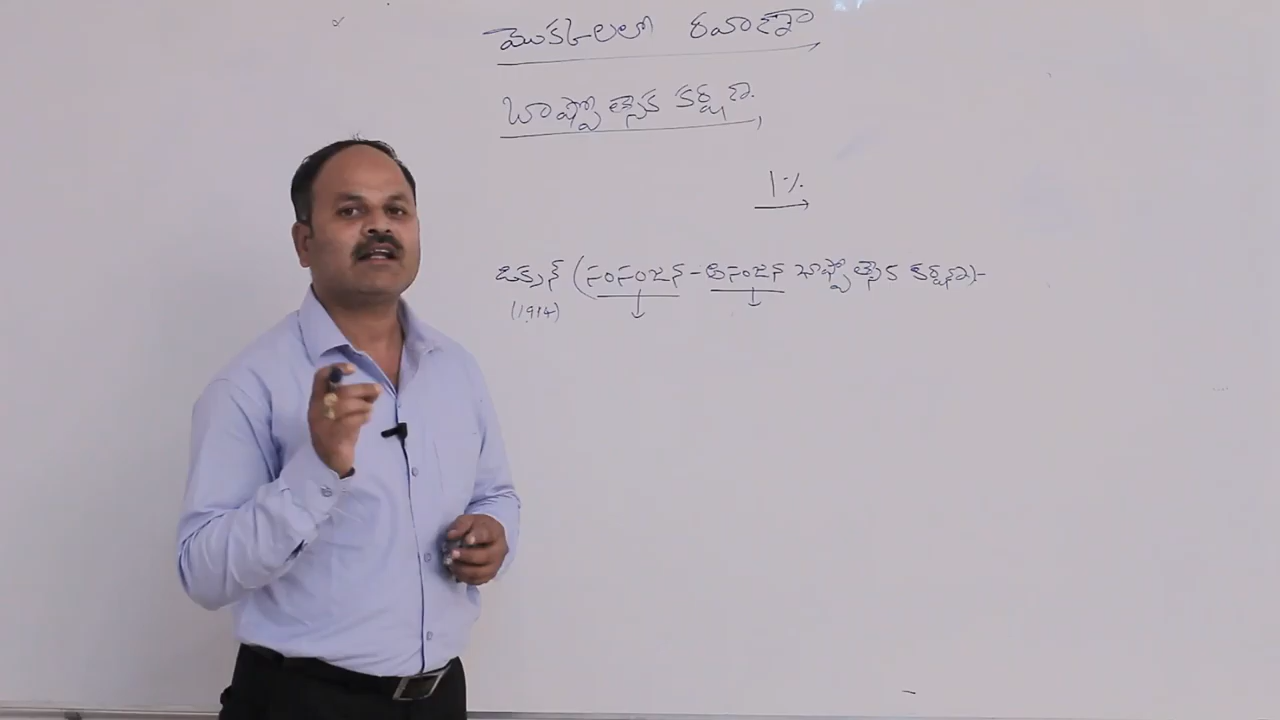 మొక్కలలో రవాణా
బాష్పోత్సేక కర్షణ.
1%
డిక్సన్ (సంసంజన - అసంజన బాష్పోత్సేక కర్షణ) -
(1914)